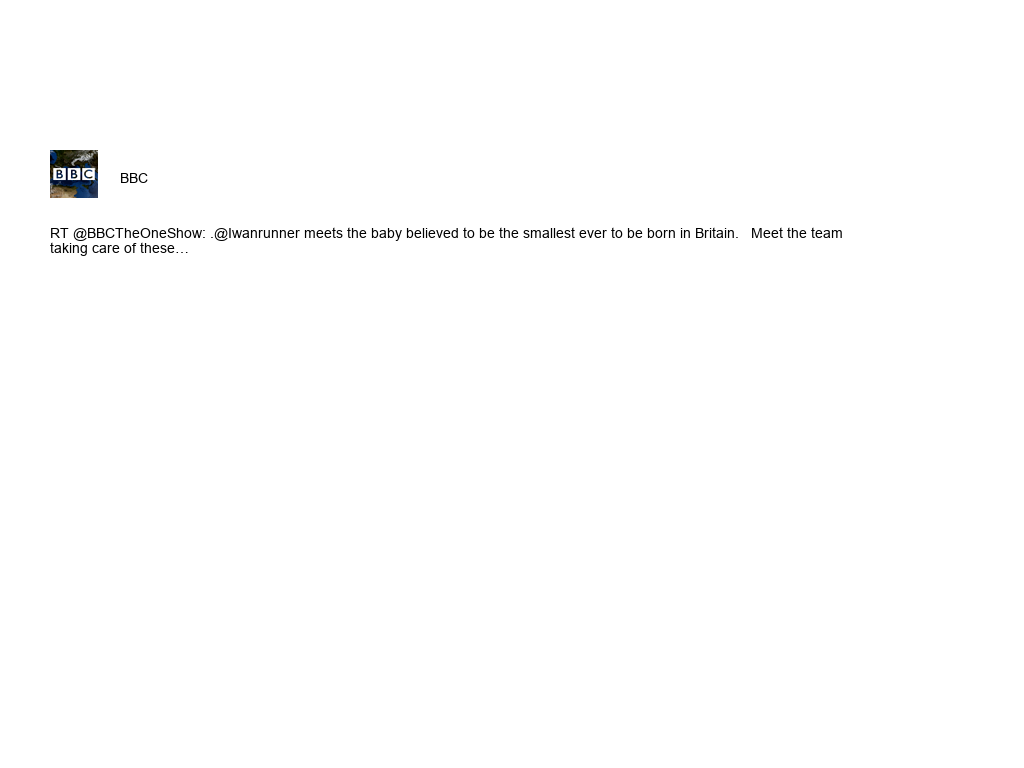 BBC
BBC
RT @BBCTheOneShow: .@Iwanrunner meets the baby believed to be the smallest ever to be born in Britain.   Meet the team
taking care of these…